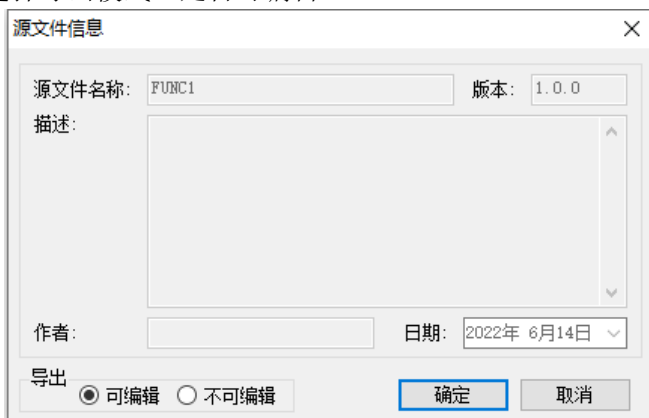 源文件信息
源文件名称: FUNC1 版本: 1.0.0
描述:
作者: 日期: 2022年 6月14日
导出
可编辑 不可编辑 确定 取消